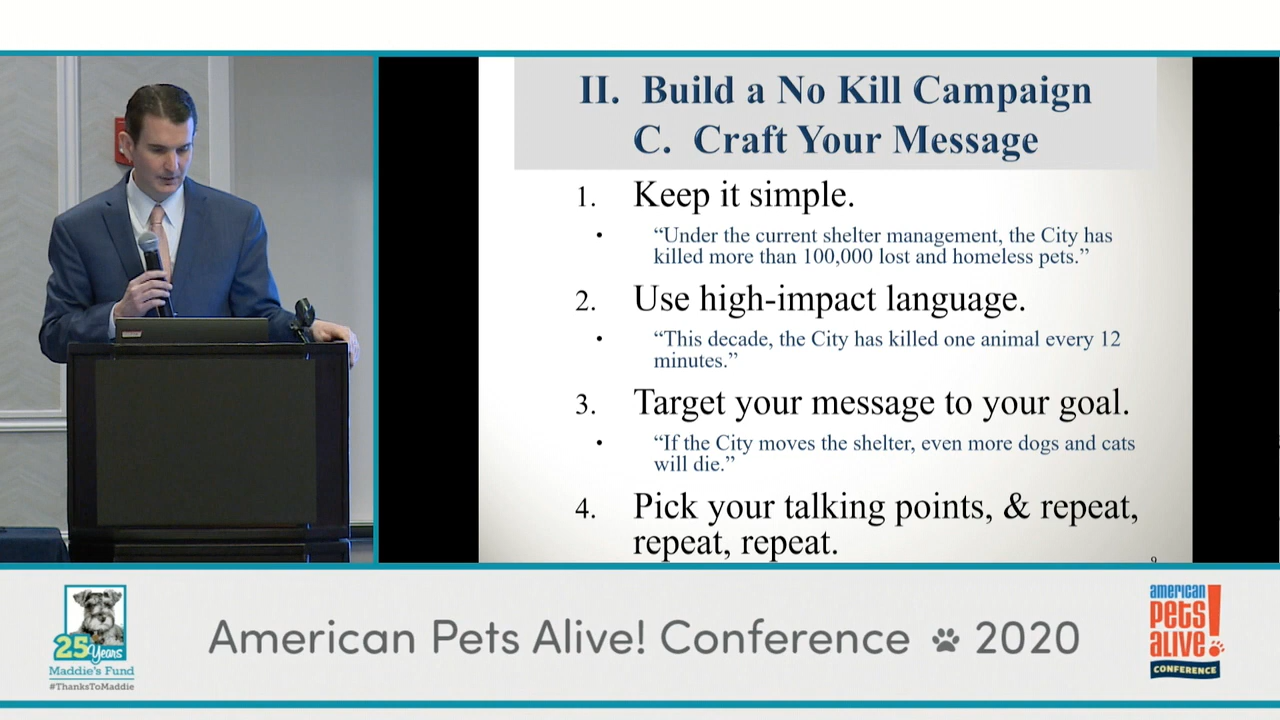 II. Build a No Kill Campaign
C. Craft Your Message
1. Keep it simple.
• “Under the current shelter management, the City has
killed more than 100,000 lost and homeless pets.”
2. Use high-impact language.
• “This decade, the City has killed one animal every 12
minutes.”
3. Target your message to your goal.
• “If the City moves the shelter, even more dogs and cats
will die.”
4. Pick your talking points, & repeat,
repeat, repeat.
9
25 Years
Maddie's Fund
#ThanksToMaddie
American Pets Alive! Conference 2020
american
pets
alive!
CONFERENCE